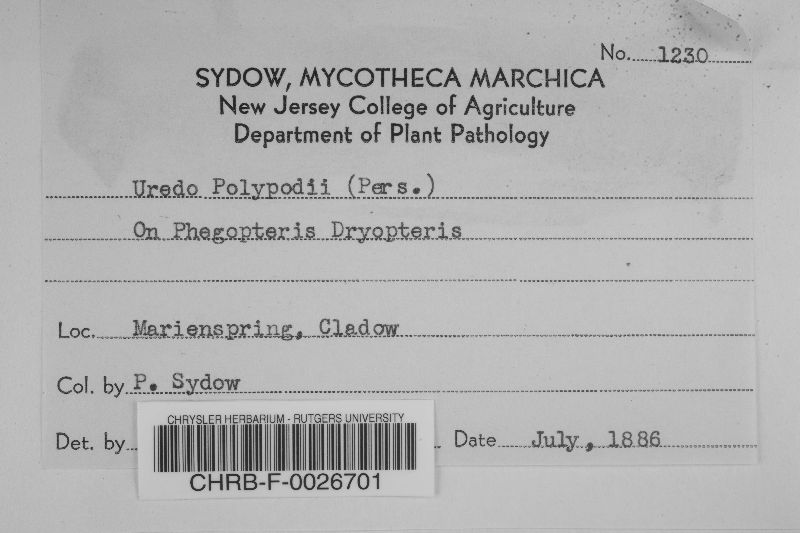 No. 1230
SYDOW, MYCOTHECA MARCHICA
New Jersey College of Agriculture
Department of Plant Pathology
Uredo Polypodii (Pers.)
On Phegopteris Dryopteris
Loc. Marienspring, Cladow
Col. by P. Sydow
Det. by Date July, 1886
CHRYSLER HERBARIUM - RUTGERS UNIVERSITY
CHRB-F-0026701